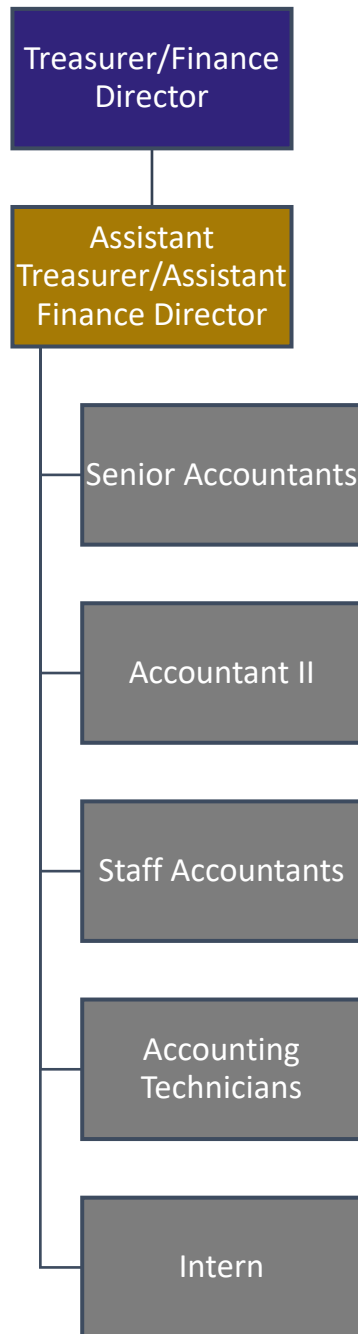 Treasurer/Finance
Director
Assistant
Treasurer/Assistant
Finance Director
Senior Accountants
Accountant II
Staff Accountants
Accounting
Technicians
Intern